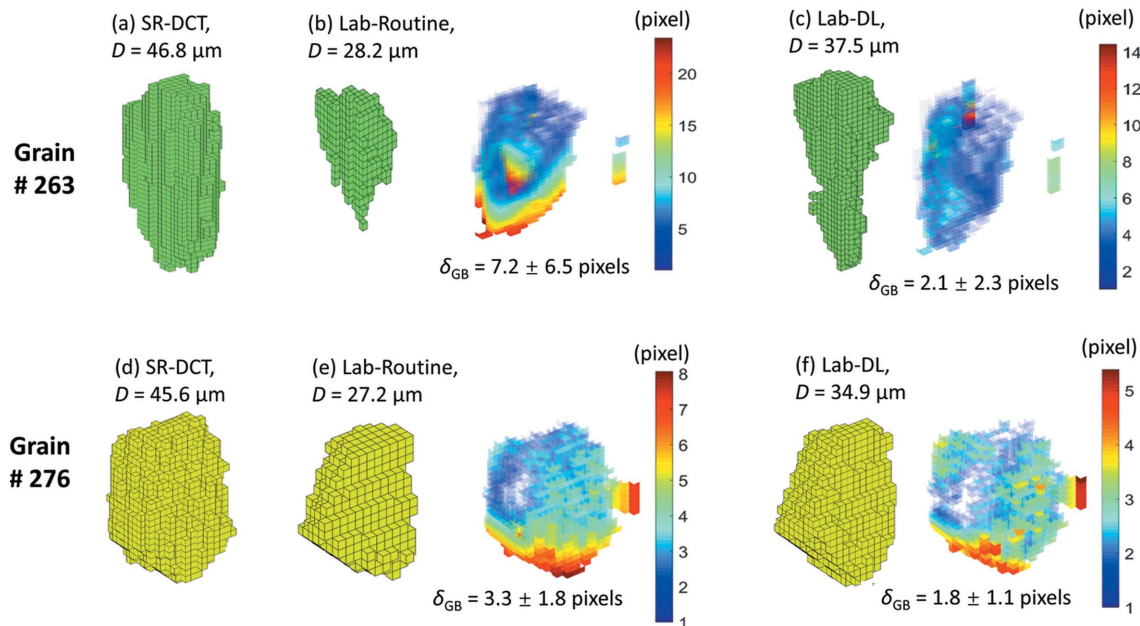 (a) SR-DCT,
D = 46.8 μm
(b) Lab-Routine,
D = 28.2 μm
(pixel)
20
15
10
5
(c) Lab-DL,
D = 37.5 μm
(pixel)
14
12
10
8
6
4
2
Grain
# 263
δGB = 7.2 ± 6.5 pixels
δGB = 2.1 ± 2.3 pixels
(d) SR-DCT,
D = 45.6 μm
(e) Lab-Routine,
D = 27.2 μm
(pixel)
8
7
6
5
4
3
2
1
(f) Lab-DL,
D = 34.9 μm
(pixel)
5
4
3
2
1
Grain
# 276
δGB = 3.3 ± 1.8 pixels
δGB = 1.8 ± 1.1 pixels